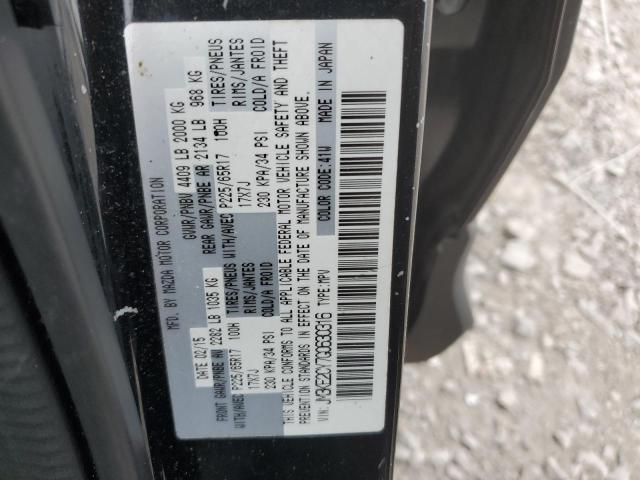 MFD. BY MAZDA MOTOR CORPORATION
DATE: 02/15 GVWR/PNBV 4409 LB 2000 KG
FRONT GAWR/PNBE AV 2282 LB 1035 KG REAR GAWR/PNBE AR 2134 LB 968 KG
WITH/AVEC P225/65R17 100H TIRES/PNEUS WITH/AVEC P225/65R17 100H TIRES/PNEUS
17X7J RIMS/JANTES 17X7J RIMS/JANTES
230 KPA/34 PSI COLD/A FROID 230 KPA/34 PSI COLD/A FROID
THIS VEHICLE CONFORMS TO ALL APPLICABLE FEDERAL MOTOR VEHICLE SAFETY AND THEFT
PREVENTION STANDARDS IN EFFECT ON THE DATE OF MANUFACTURE SHOWN ABOVE.
VIN: JM3KE2CY7G0630316 TYPE:MPV COLOR CODE:41W MADE IN JAPAN